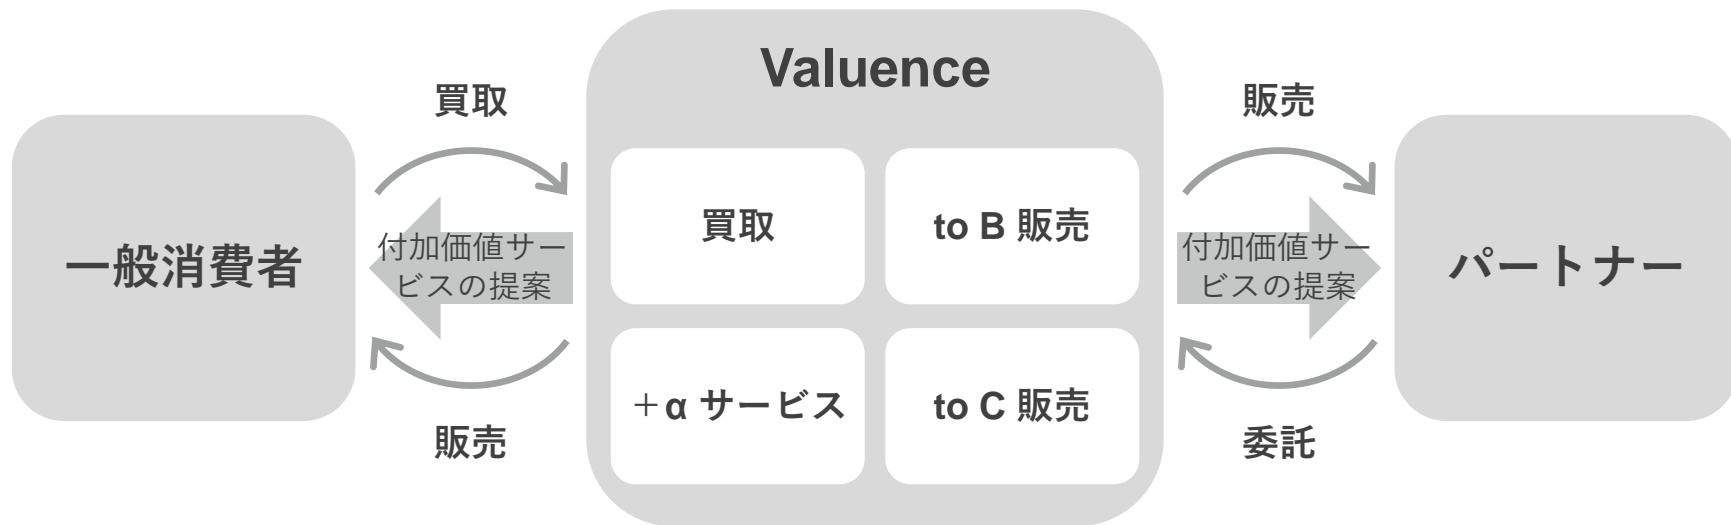 Valuence
買取
販売
一般消費者
付加価値サー
ビスの提案
買取
to B 販売
付加価値サー
ビスの提案
パートナー
＋α サービス
to C 販売
販売
委託